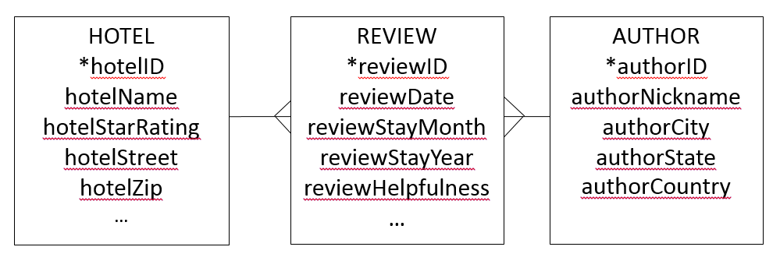 HOTEL
*hotelID
hotelName
hotelStarRating
hotelStreet
hotelZip
...
REVIEW
*reviewID
reviewDate
reviewStayMonth
reviewStayYear
reviewHelpfulness
...
AUTHOR
*authorID
authorNickname
authorCity
authorState
authorCountry